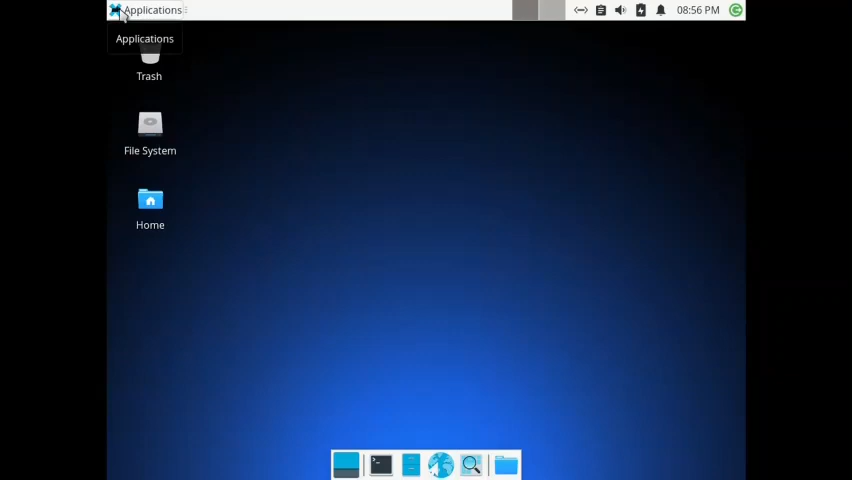 Applications
08:56 PM
Applications
Trash
File System
Home